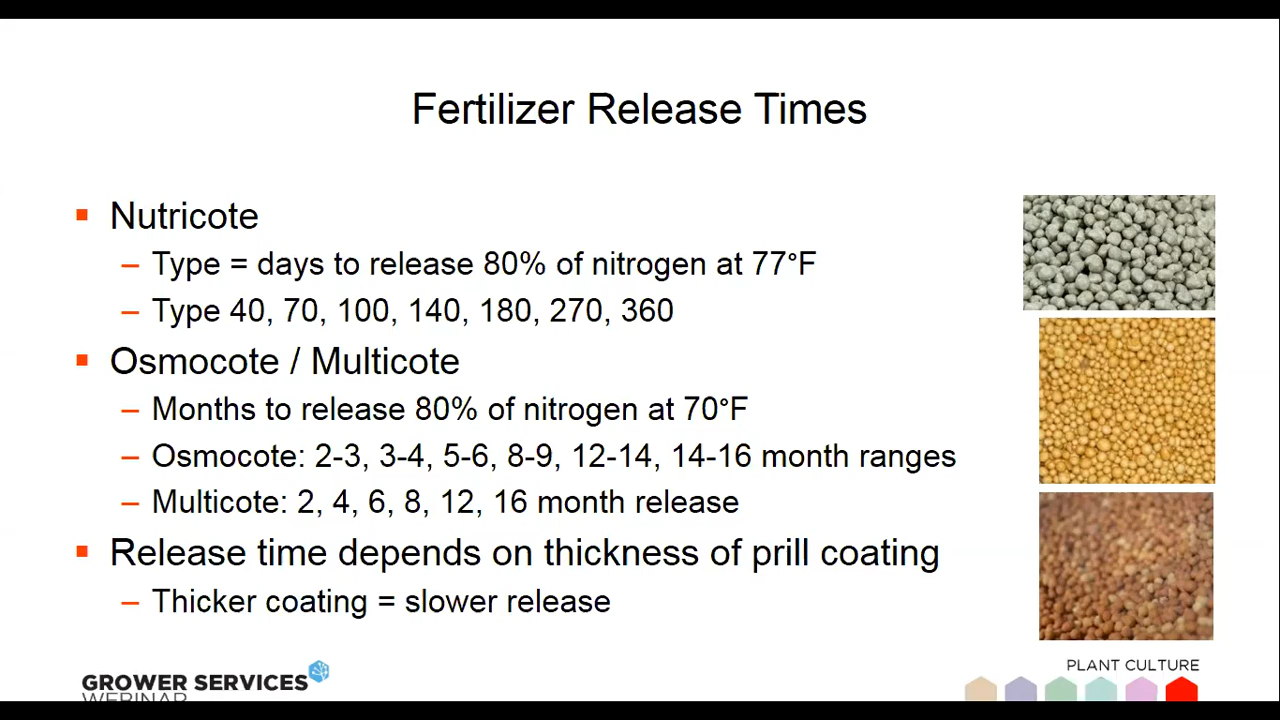 Fertilizer Release Times
▪ Nutricote
– Type = days to release 80% of nitrogen at 77°F
– Type 40, 70, 100, 140, 180, 270, 360
▪ Osmocote / Multicote
– Months to release 80% of nitrogen at 70°F
– Osmocote: 2-3, 3-4, 5-6, 8-9, 12-14, 14-16 month ranges
– Multicote: 2, 4, 6, 8, 12, 16 month release
▪ Release time depends on thickness of prill coating
– Thicker coating = slower release
GROWER SERVICES
WEBINAR
PLANT CULTURE